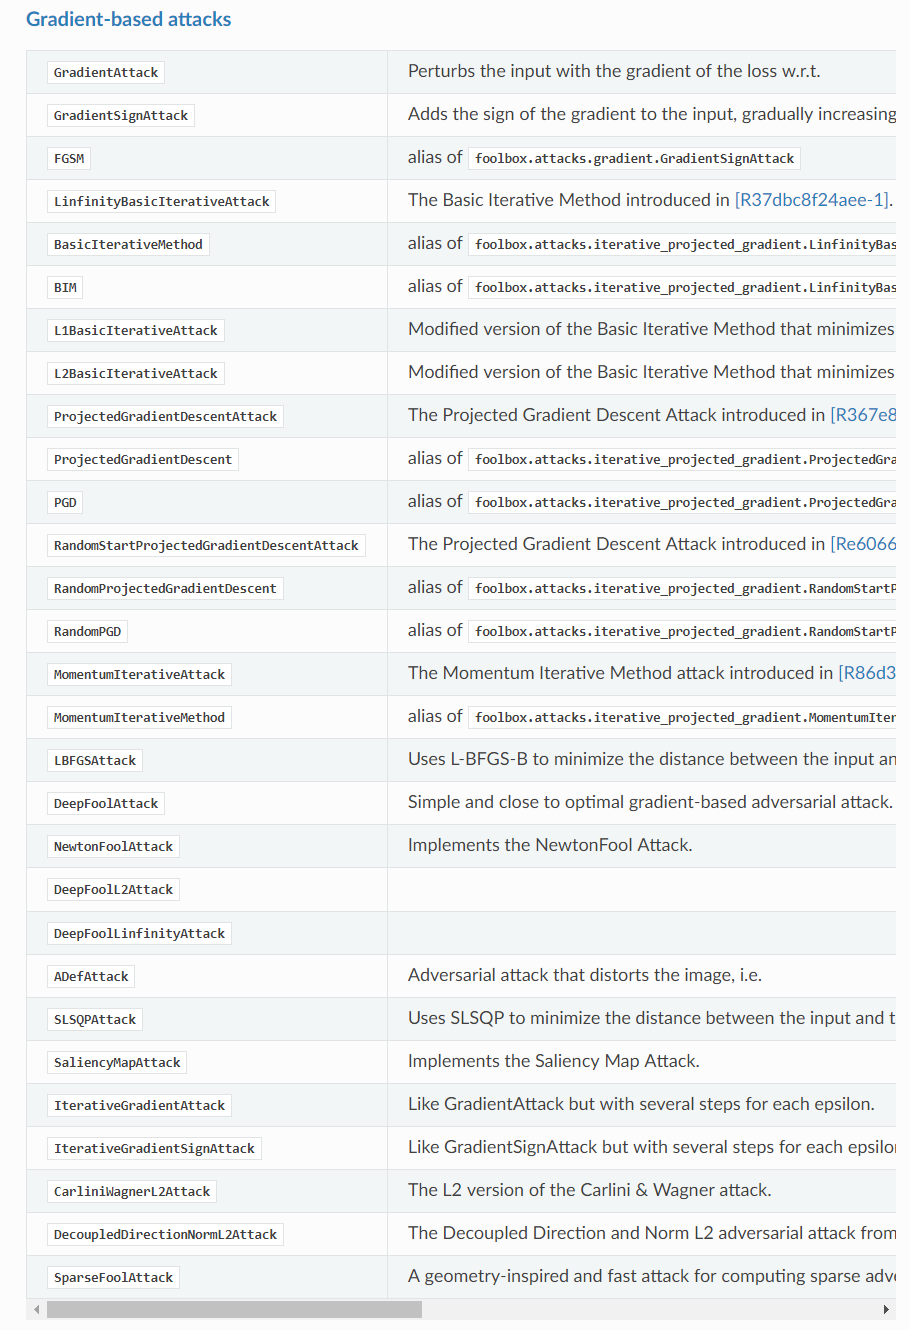 Gradient-based attacks
GradientAttack Perturbs the input with the gradient of the loss w.r.t.
GradientSignAttack Adds the sign of the gradient to the input, gradually increasing
FGSM alias of foolbox.attacks.gradient.GradientSignAttack
LinfinityBasicIterativeAttack The Basic Iterative Method introduced in [R37dbc8f24aee-1].
BasicIterativeMethod alias of foolbox.attacks.iterative_projected_gradient.LinfinityBas
BIM alias of foolbox.attacks.iterative_projected_gradient.LinfinityBas
L1BasicIterativeAttack Modified version of the Basic Iterative Method that minimizes
L2BasicIterativeAttack Modified version of the Basic Iterative Method that minimizes
ProjectedGradientDescentAttack The Projected Gradient Descent Attack introduced in [R367e8
ProjectedGradientDescent alias of foolbox.attacks.iterative_projected_gradient.ProjectedGra
PGD alias of foolbox.attacks.iterative_projected_gradient.ProjectedGra
RandomStartProjectedGradientDescentAttack The Projected Gradient Descent Attack introduced in [Re6066
RandomProjectedGradientDescent alias of foolbox.attacks.iterative_projected_gradient.RandomStartP
RandomPGD alias of foolbox.attacks.iterative_projected_gradient.RandomStartP
MomentumIterativeAttack The Momentum Iterative Method attack introduced in [R86d3
MomentumIterativeMethod alias of foolbox.attacks.iterative_projected_gradient.MomentumIter
LBFGSAttack Uses L-BFGS-B to minimize the distance between the input an
DeepFoolAttack Simple and close to optimal gradient-based adversarial attack.
NewtonFoolAttack Implements the NewtonFool Attack.
DeepFoolL2Attack
DeepFoolLinfinityAttack
ADefAttack Adversarial attack that distorts the image, i.e.
SLSQPAttack Uses SLSQP to minimize the distance between the input and t
SaliencyMapAttack Implements the Saliency Map Attack.
IterativeGradientAttack Like GradientAttack but with several steps for each epsilon.
IterativeGradientSignAttack Like GradientSignAttack but with several steps for each epsilo
CarliniWagnerL2Attack The L2 version of the Carlini & Wagner attack.
DecoupledDirectionNormL2Attack The Decoupled Direction and Norm L2 adversarial attack from
SparseFoolAttack A geometry-inspired and fast attack for computing sparse adve